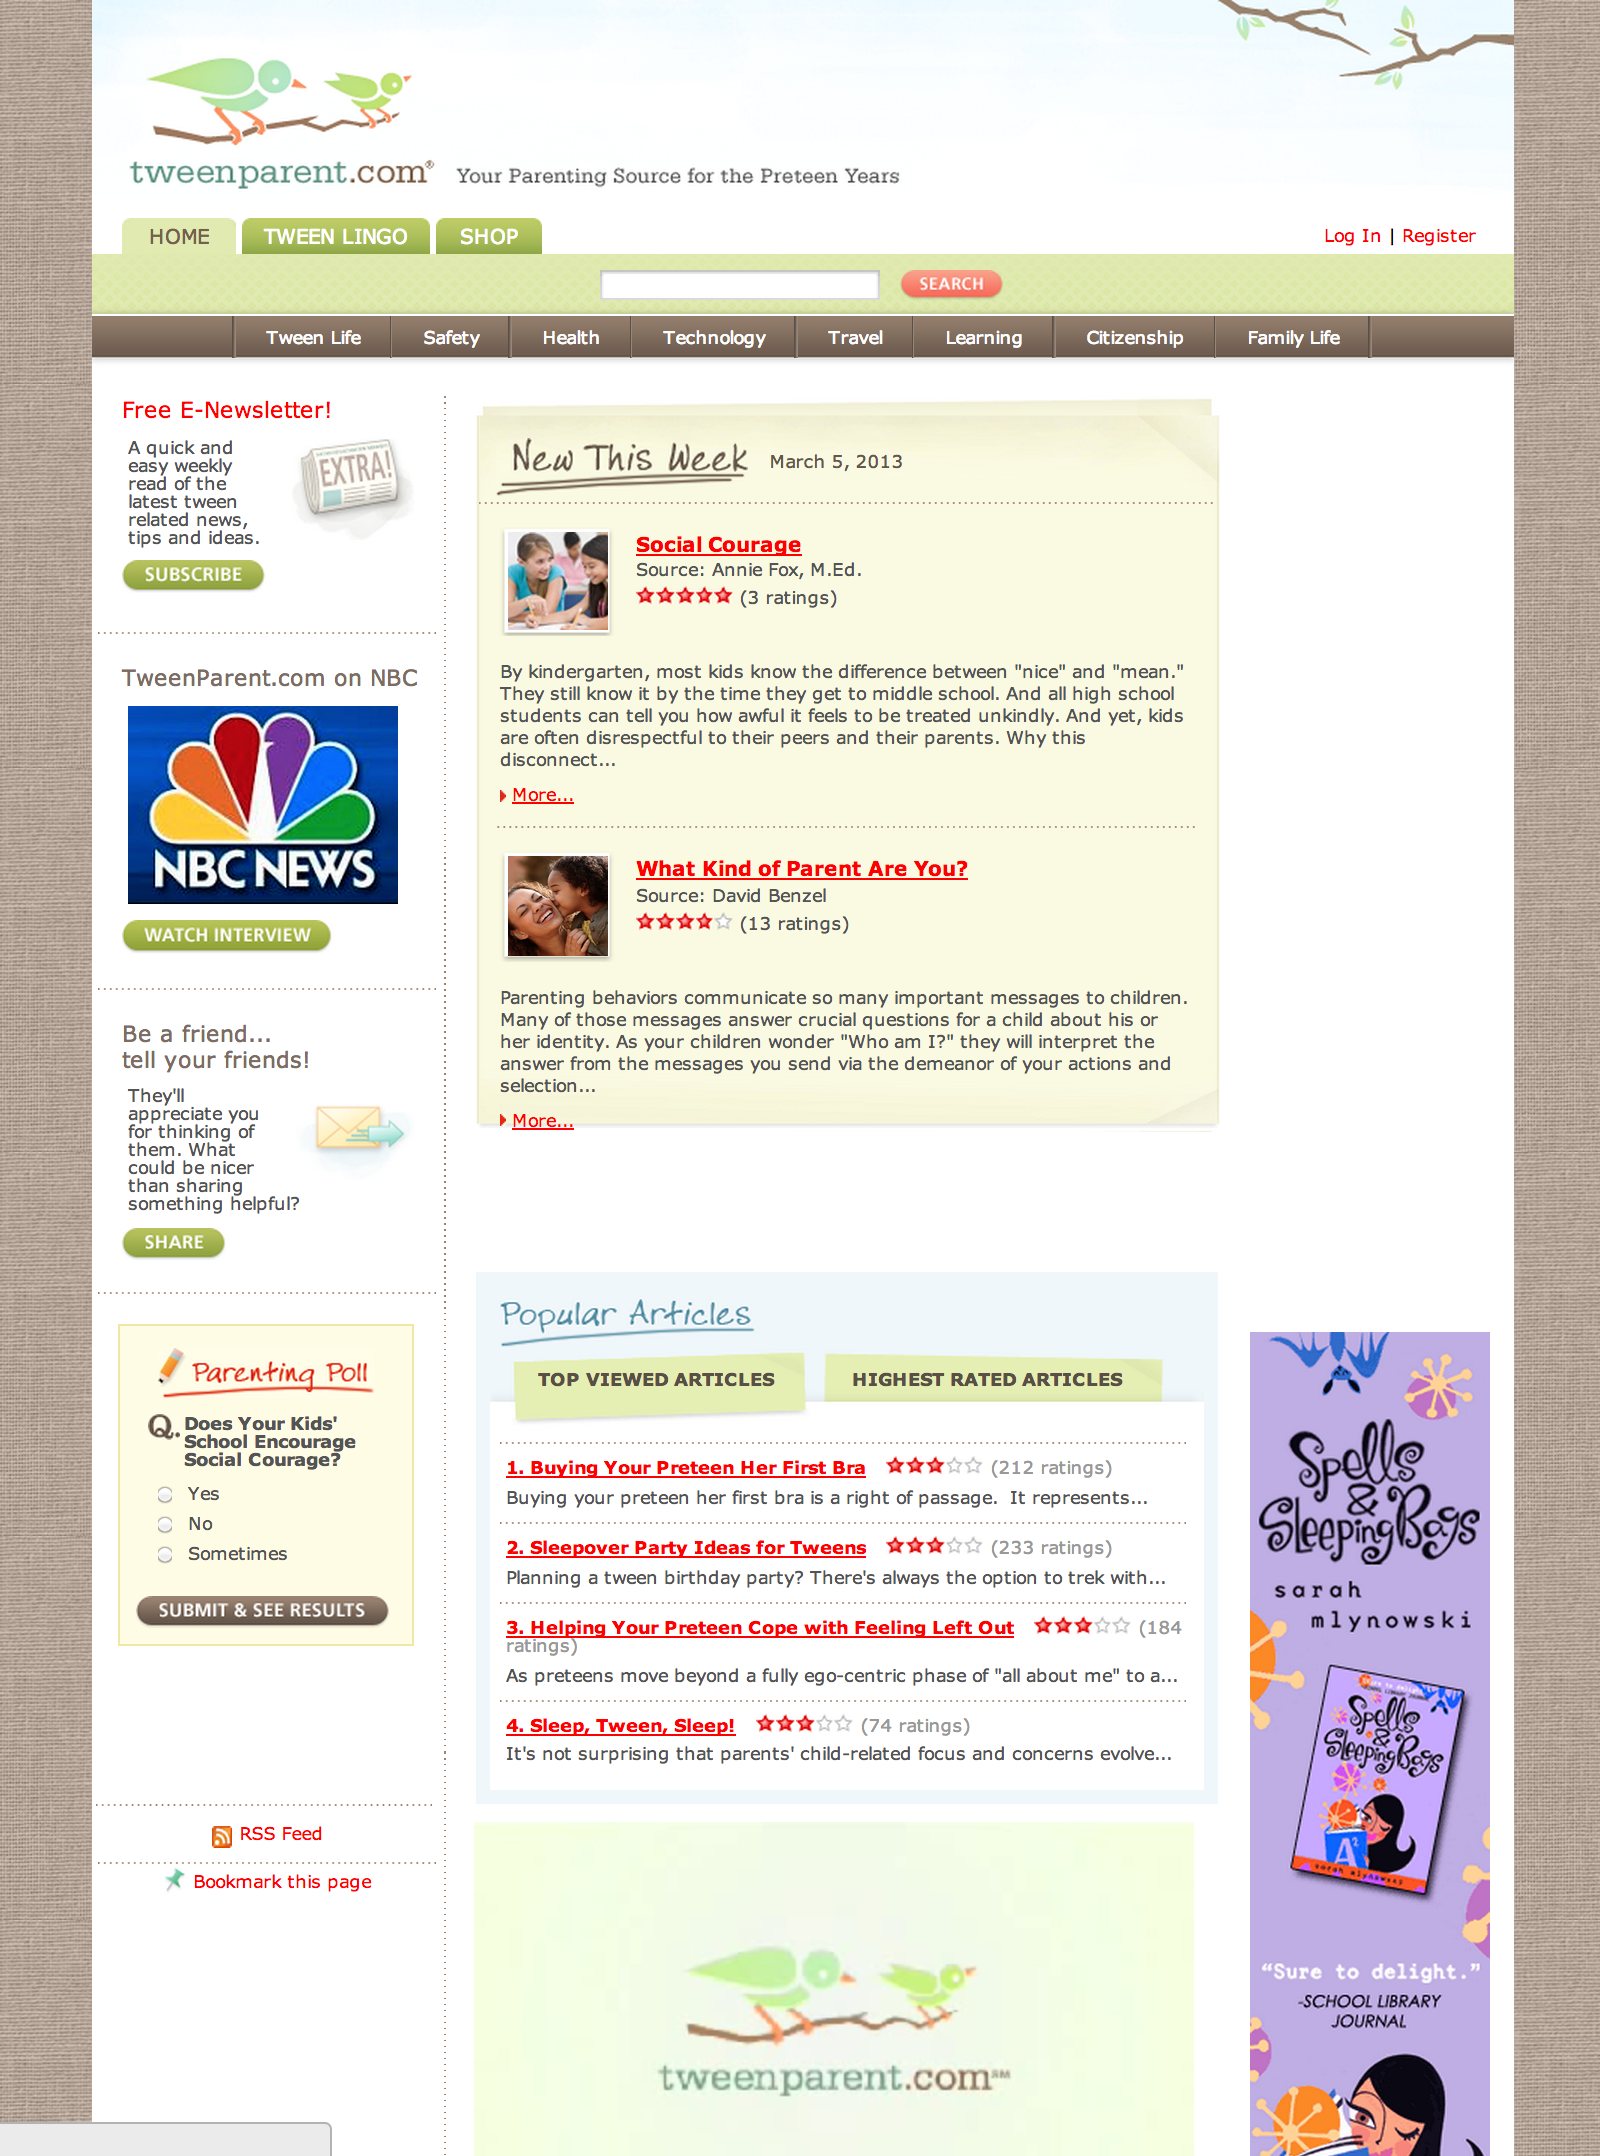 tweenparent.com® Your Parenting Source for the Preteen Years
HOME TWEEN LINGO SHOP
Log In | Register
SEARCH
Tween Life Safety Health Technology Travel Learning Citizenship Family Life
Free E-Newsletter!
A quick and
easy weekly
read of the
latest tween
related news,
tips and ideas.
EXTRA!
SUBSCRIBE
TweenParent.com on NBC
NBC NEWS
WATCH INTERVIEW
Be a friend...
tell your friends!
They'll
appreciate you
for thinking of
them. What
could be nicer
than sharing
something helpful?
SHARE
Parenting Poll
Q. Does Your Kids'
School Encourage
Social Courage?
Yes
No
Sometimes
SUBMIT & SEE RESULTS
RSS Feed
Bookmark this page
New This Week March 5, 2013
Social Courage
Source: Annie Fox, M.Ed.
(3 ratings)
By kindergarten, most kids know the difference between "nice" and "mean."
They still know it by the time they get to middle school. And all high school
students can tell you how awful it feels to be treated unkindly. And yet, kids
are often disrespectful to their peers and their parents. Why this
disconnect...
More...
What Kind of Parent Are You?
Source: David Benzel
(13 ratings)
Parenting behaviors communicate so many important messages to children.
Many of those messages answer crucial questions for a child about his or
her identity. As your children wonder "Who am I?" they will interpret the
answer from the messages you send via the demeanor of your actions and
selection...
More...
Popular Articles
TOP VIEWED ARTICLES HIGHEST RATED ARTICLES
1. Buying Your Preteen Her First Bra (212 ratings)
Buying your preteen her first bra is a right of passage. It represents...
2. Sleepover Party Ideas for Tweens (233 ratings)
Planning a tween birthday party? There's always the option to trek with...
3. Helping Your Preteen Cope with Feeling Left Out (184
ratings)
As preteens move beyond a fully ego-centric phase of "all about me" to a...
4. Sleep, Tween, Sleep! (74 ratings)
It's not surprising that parents' child-related focus and concerns evolve...
tweenparent.com℠
Spells
&
Sleeping Bags
sarah
mlynowski
Spells
&
Sleeping Bags
A²
sarah mlynowski
“Sure to delight.”
-SCHOOL LIBRARY
JOURNAL